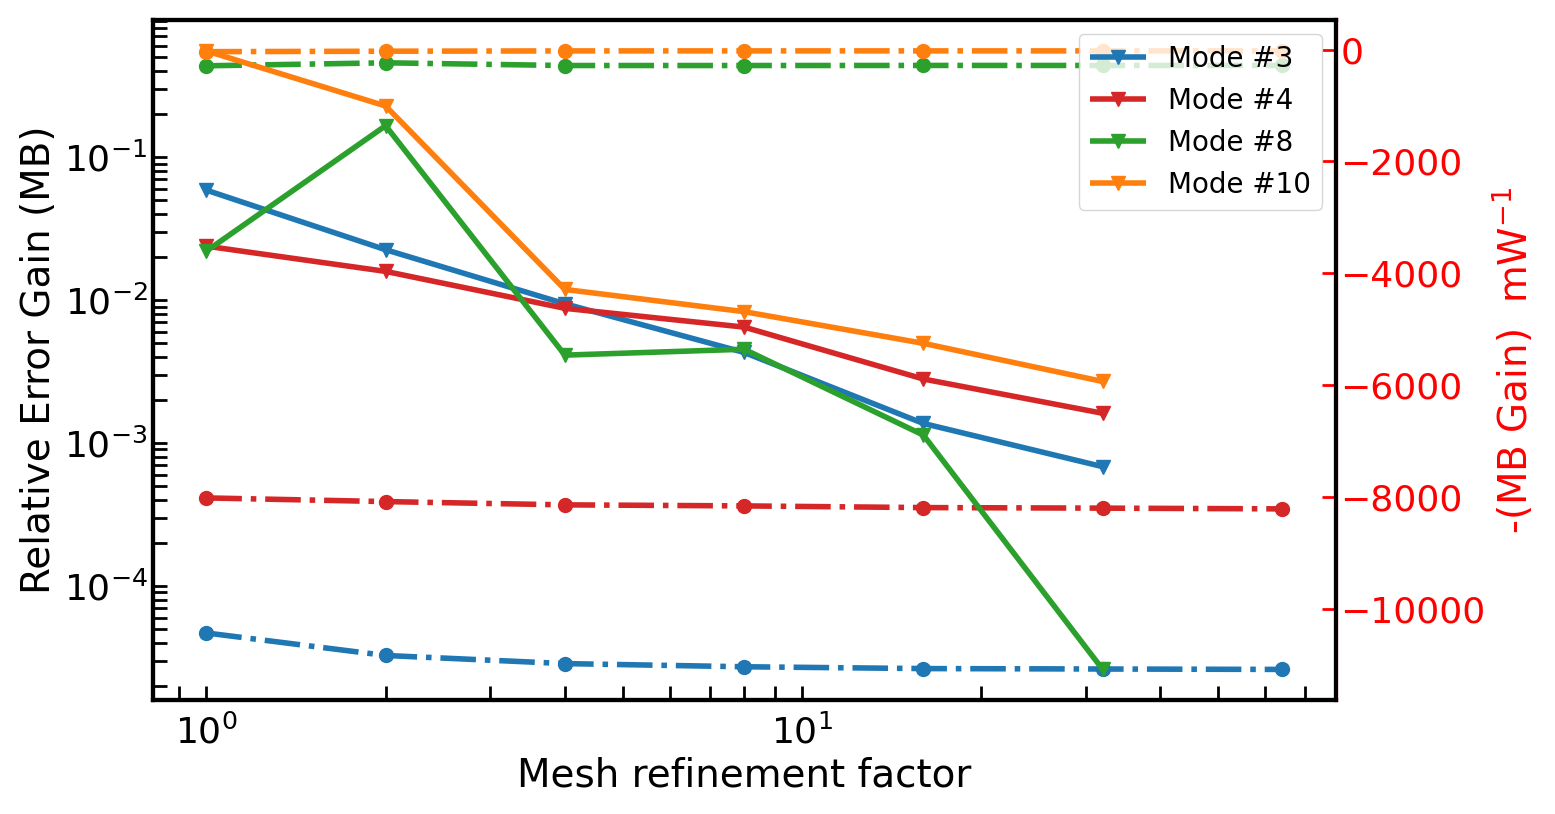 Relative Error Gain (MB)
10⁻¹
10⁻²
10⁻³
10⁻⁴
Mode #3
Mode #4
Mode #8
Mode #10
0
−2000
−4000
−6000
−8000
−10000
-(MB Gain) mW⁻¹
10⁰
10¹
Mesh refinement factor